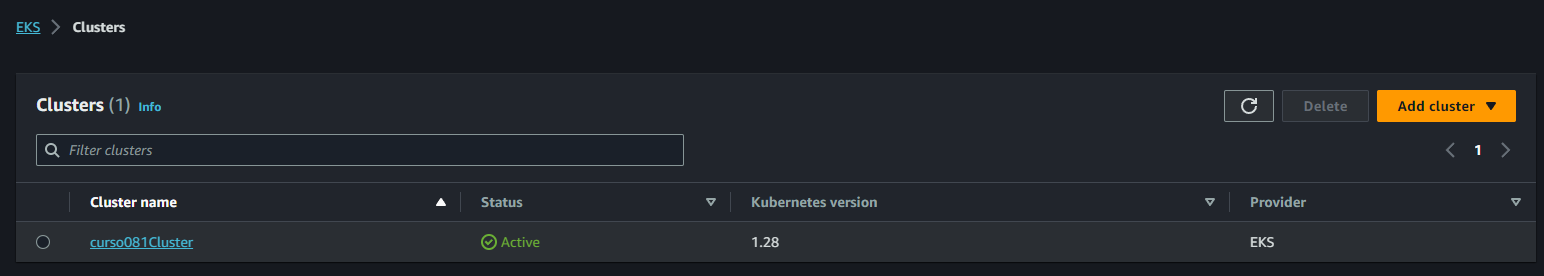 EKS > Clusters
Clusters (1) Info
Delete
Add cluster
Filter clusters
1
Cluster name Status Kubernetes version Provider
curso081Cluster Active 1.28 EKS